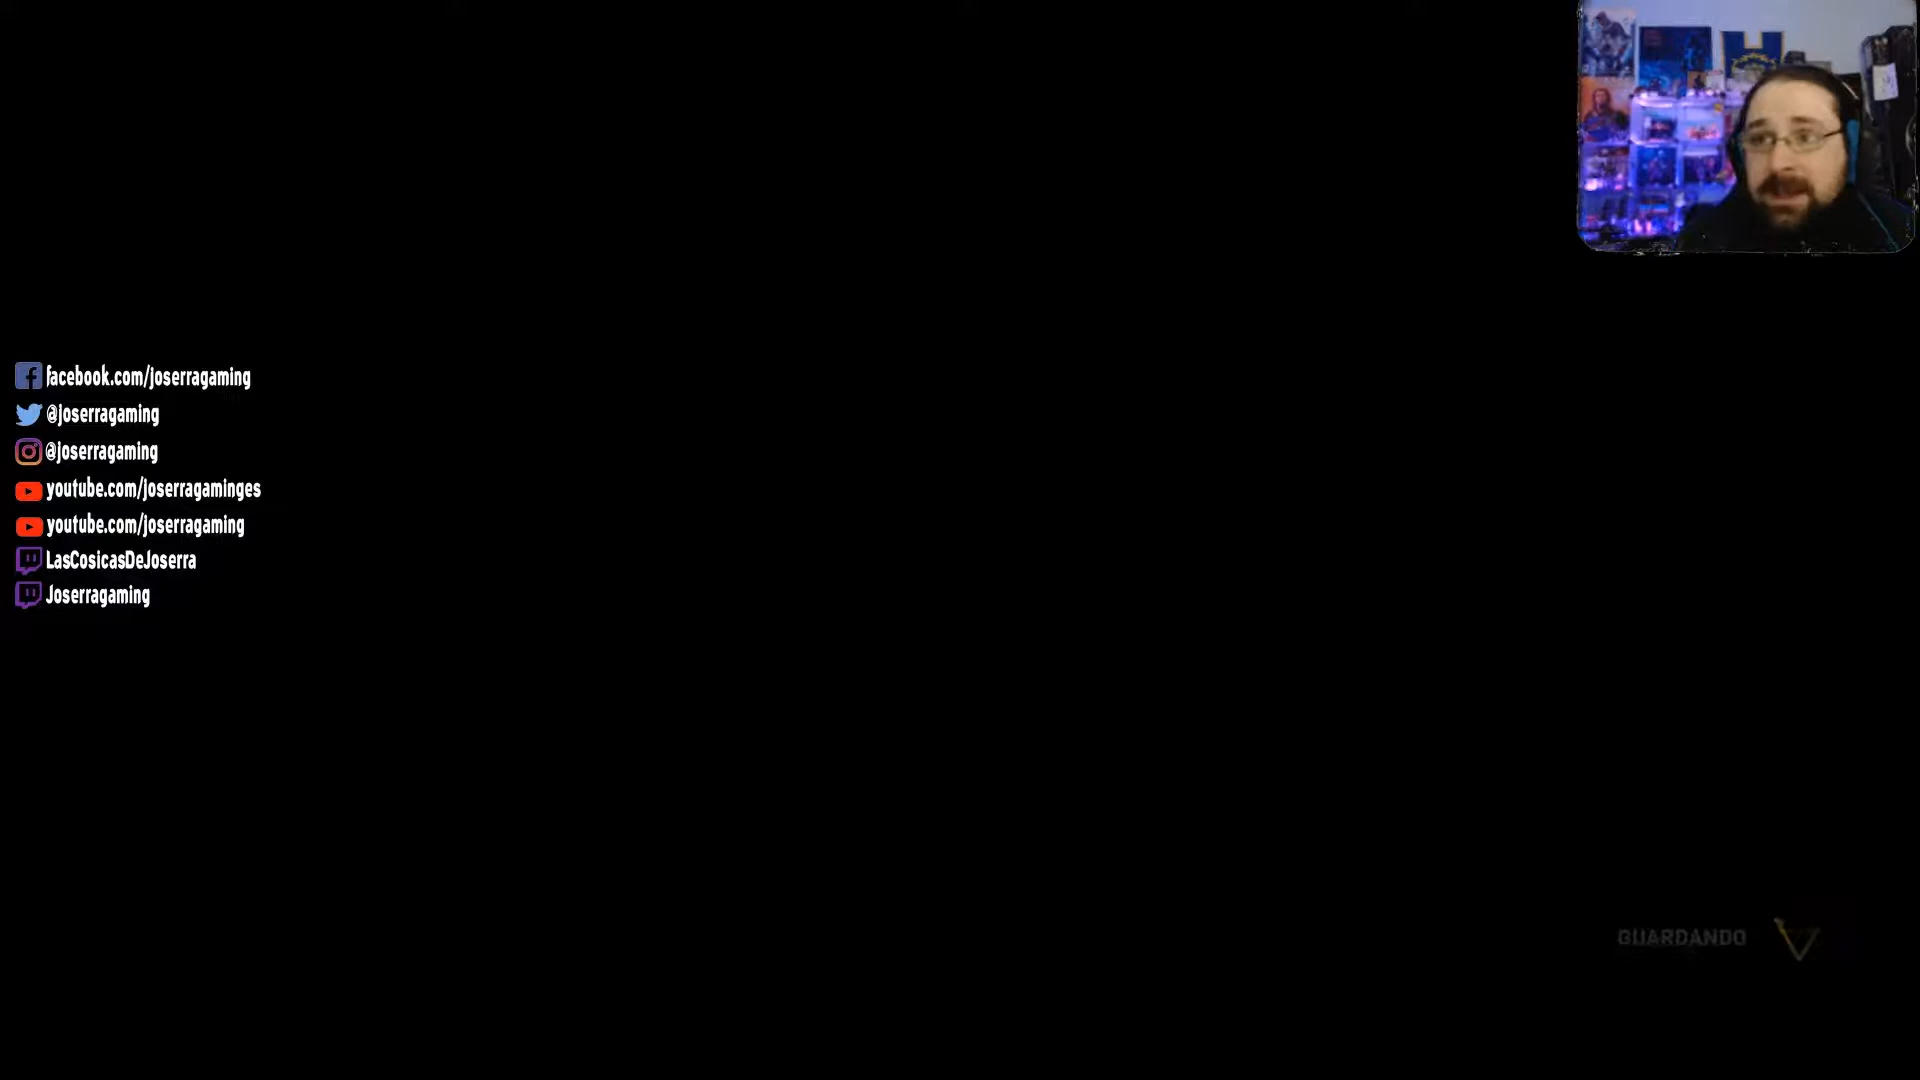 facebook.com/joserragaming
@joserragaming
@joserragaming
youtube.com/joserragaminges
youtube.com/joserragaming
LasCosicasDeJoserra
Joserragaming
GUARDANDO